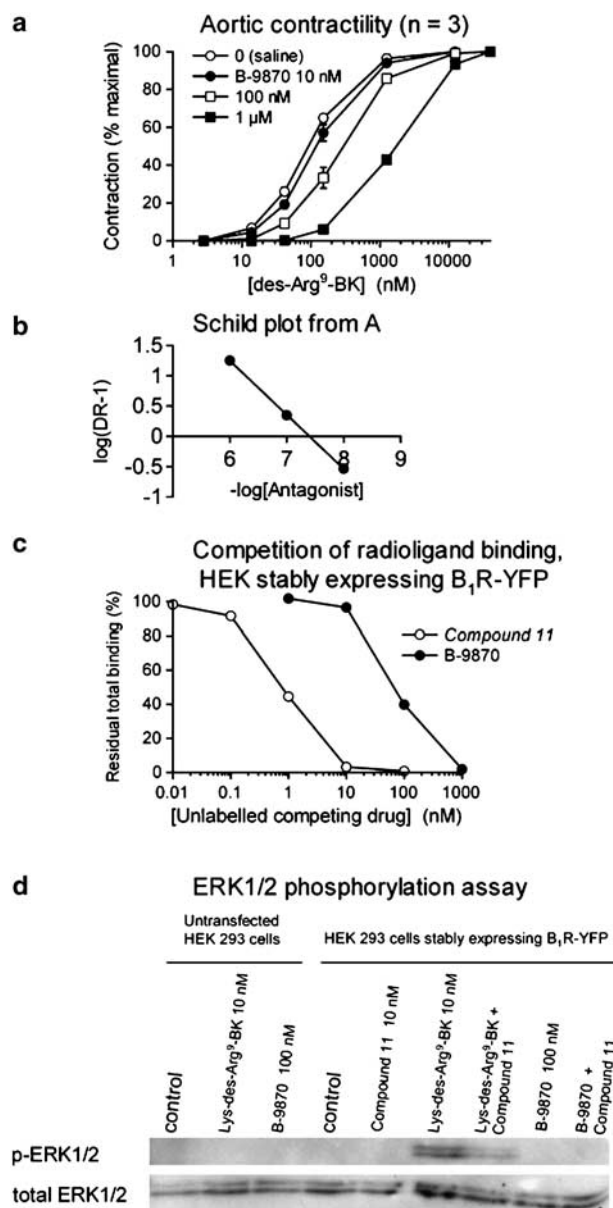 a
Aortic contractility (n = 3)
0 (saline)
B-9870 10 nM
100 nM
1 µM
Contraction (% maximal)
100
80
60
40
20
0
1 10 100 1000 10000
[des-Arg⁹-BK] (nM)
b
Schild plot from A
log(DR-1)
1.5
1
0.5
0
-0.5
-1
6 7 8 9
-log[Antagonist]
c
Competition of radioligand binding,
HEK stably expressing B₁R-YFP
Compound 11
B-9870
Residual total binding (%)
100
80
60
40
20
0
0.01 0.1 1 10 100 1000
[Unlabelled competing drug] (nM)
d
ERK1/2 phosphorylation assay
Untransfected
HEK 293 cells
HEK 293 cells stably expressing B₁R-YFP
control
Lys-des-Arg⁹-BK 10 nM
B-9870 100 nM
control
Compound 11 10 nM
Lys-des-Arg⁹-BK 10 nM
Lys-des-Arg⁹-BK +
Compound 11
B-9870 100 nM
B-9870 +
Compound 11
p-ERK1/2
total ERK1/2